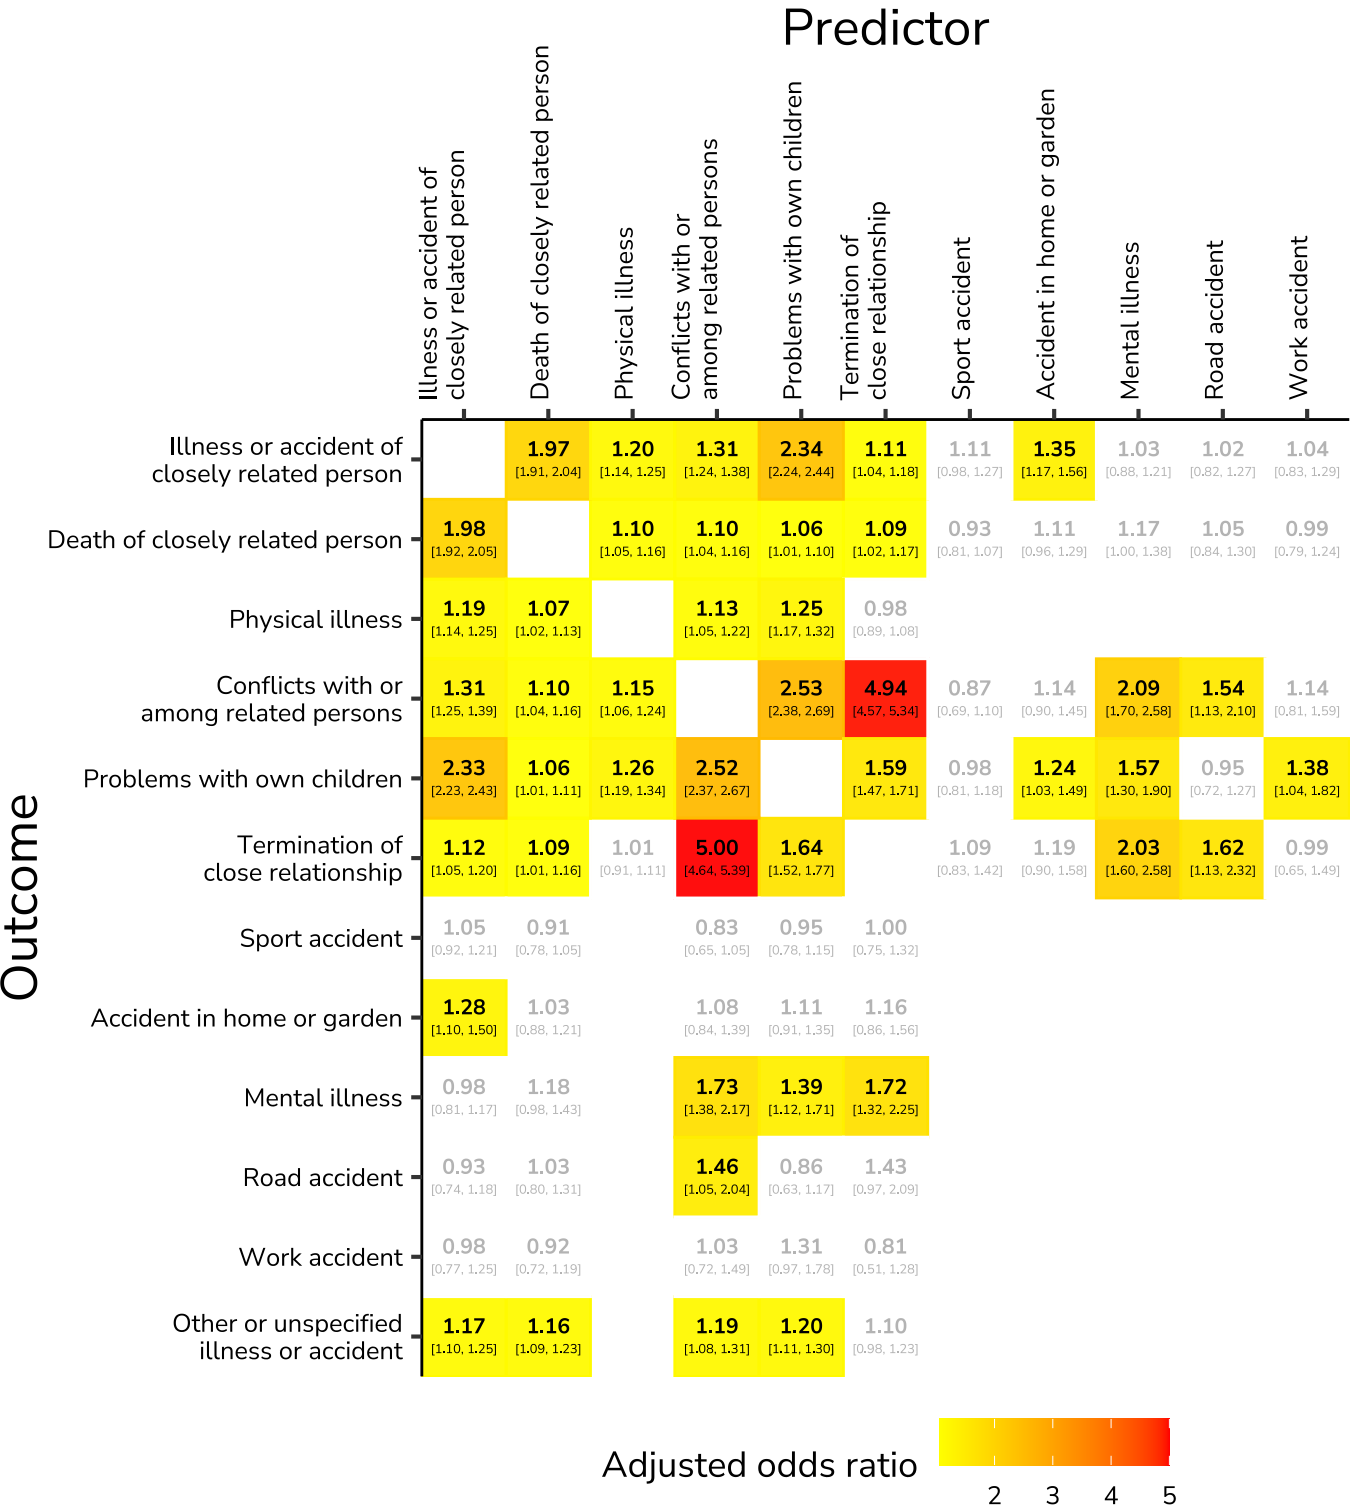 Predictor
Illness or accident of
closely related person
Death of closely related person
Physical illness
Conflicts with or
among related persons
Problems with own children
Termination of
close relationship
Sport accident
Accident in home or garden
Mental illness
Road accident
Work accident
Outcome
Illness or accident of
closely related person
1.97 1.20 1.31 2.34 1.11 1.11 1.35 1.03 1.02 1.04
[1.91, 2.04] [1.14, 1.25] [1.24, 1.38] [2.24, 2.44] [1.04, 1.18] [0.98, 1.27] [1.17, 1.56] [0.88, 1.21] [0.82, 1.27] [0.83, 1.29]
Death of closely related person
1.98 1.10 1.10 1.06 1.09 0.93 1.11 1.17 1.05 0.99
[1.92, 2.05] [1.05, 1.16] [1.04, 1.16] [1.01, 1.10] [1.02, 1.17] [0.81, 1.07] [0.96, 1.29] [1.00, 1.38] [0.84, 1.30] [0.79, 1.24]
Physical illness
1.19 1.07 1.13 1.25 0.98
[1.14, 1.25] [1.02, 1.13] [1.05, 1.22] [1.17, 1.32] [0.89, 1.08]
Conflicts with or
among related persons
1.31 1.10 1.15 2.53 4.94 0.87 1.14 2.09 1.54 1.14
[1.25, 1.39] [1.04, 1.16] [1.06, 1.24] [2.38, 2.69] [4.57, 5.34] [0.69, 1.10] [0.90, 1.45] [1.70, 2.58] [1.13, 2.10] [0.81, 1.59]
Problems with own children
2.33 1.06 1.26 2.52 1.59 0.98 1.24 1.57 0.95 1.38
[2.23, 2.43] [1.01, 1.11] [1.19, 1.34] [2.37, 2.67] [1.47, 1.71] [0.81, 1.18] [1.03, 1.49] [1.30, 1.90] [0.72, 1.27] [1.04, 1.82]
Termination of
close relationship
1.12 1.09 1.01 5.00 1.64 1.09 1.19 2.03 1.62 0.99
[1.05, 1.20] [1.01, 1.16] [0.91, 1.11] [4.64, 5.39] [1.52, 1.77] [0.83, 1.42] [0.90, 1.58] [1.60, 2.58] [1.13, 2.32] [0.65, 1.49]
Sport accident
1.05 0.91 0.83 0.95 1.00
[0.92, 1.21] [0.78, 1.05] [0.65, 1.05] [0.78, 1.15] [0.75, 1.32]
Accident in home or garden
1.28 1.03 1.08 1.11 1.16
[1.10, 1.50] [0.88, 1.21] [0.84, 1.39] [0.91, 1.35] [0.86, 1.56]
Mental illness
0.98 1.18 1.73 1.39 1.72
[0.81, 1.17] [0.98, 1.43] [1.38, 2.17] [1.12, 1.71] [1.32, 2.25]
Road accident
0.93 1.03 1.46 0.86 1.43
[0.74, 1.18] [0.80, 1.31] [1.05, 2.04] [0.63, 1.17] [0.97, 2.09]
Work accident
0.98 0.92 1.03 1.31 0.81
[0.77, 1.25] [0.72, 1.19] [0.72, 1.49] [0.97, 1.78] [0.51, 1.28]
Other or unspecified
illness or accident
1.17 1.16 1.19 1.20 1.10
[1.10, 1.25] [1.09, 1.23] [1.08, 1.31] [1.11, 1.30] [0.98, 1.23]
Adjusted odds ratio
2 3 4 5